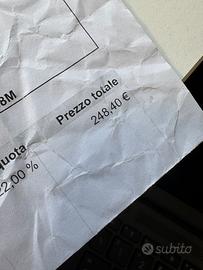 8M
Prezzo totale
248,40 €
quota
22,00 %
subito